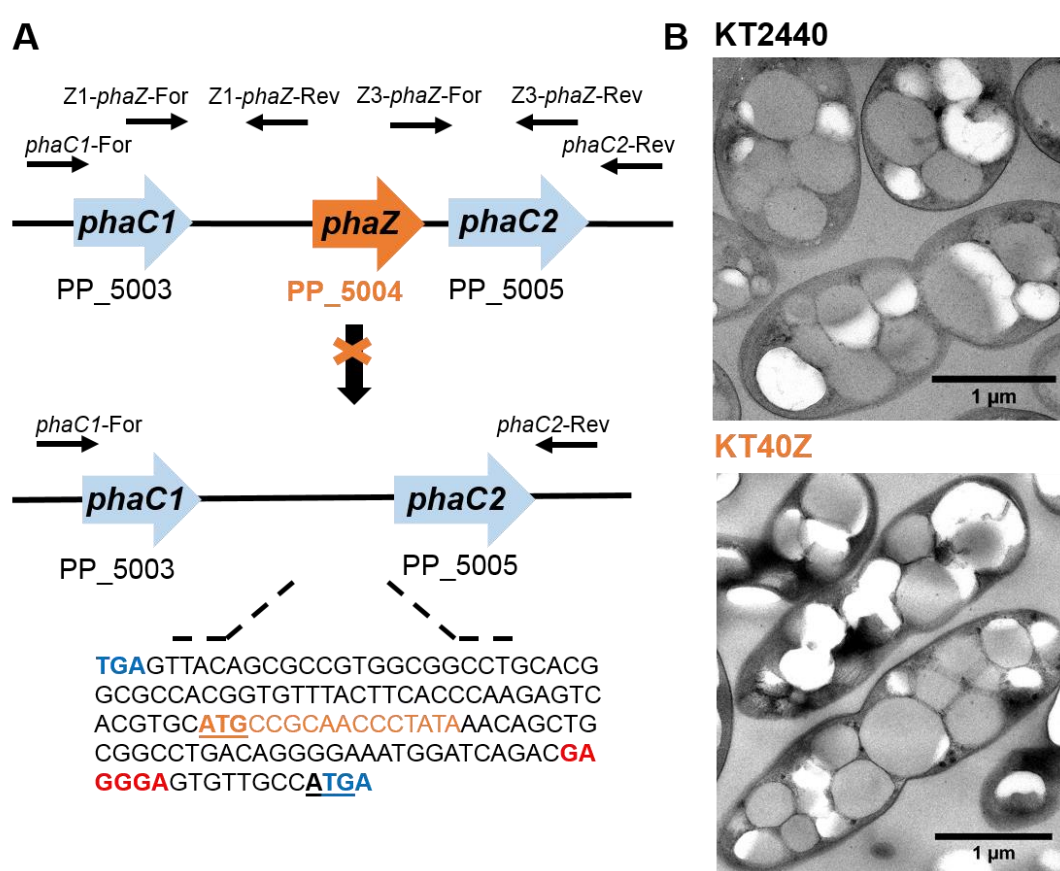 A
Z1-phaZ-For Z1-phaZ-Rev Z3-phaZ-For Z3-phaZ-Rev
phaC1-For phaC2-Rev
phaC1 phaZ phaC2
PP_5003 PP_5004 PP_5005
phaC1-For phaC2-Rev
phaC1 phaC2
PP_5003 PP_5005
TGAGTTACAGCGCCGTGGCGGCCTGCACG
GCGCCACGGTGTTTACTTCACCCAAGAGTC
ACGTGCATGCCGCAACCCTATAAACAGCTG
CGGCCTGACAGGGGAAATGGATCAGACGA
GGGGAGTGTTGCCATGA
B KT2440
1 µm
KT40Z
1 µm